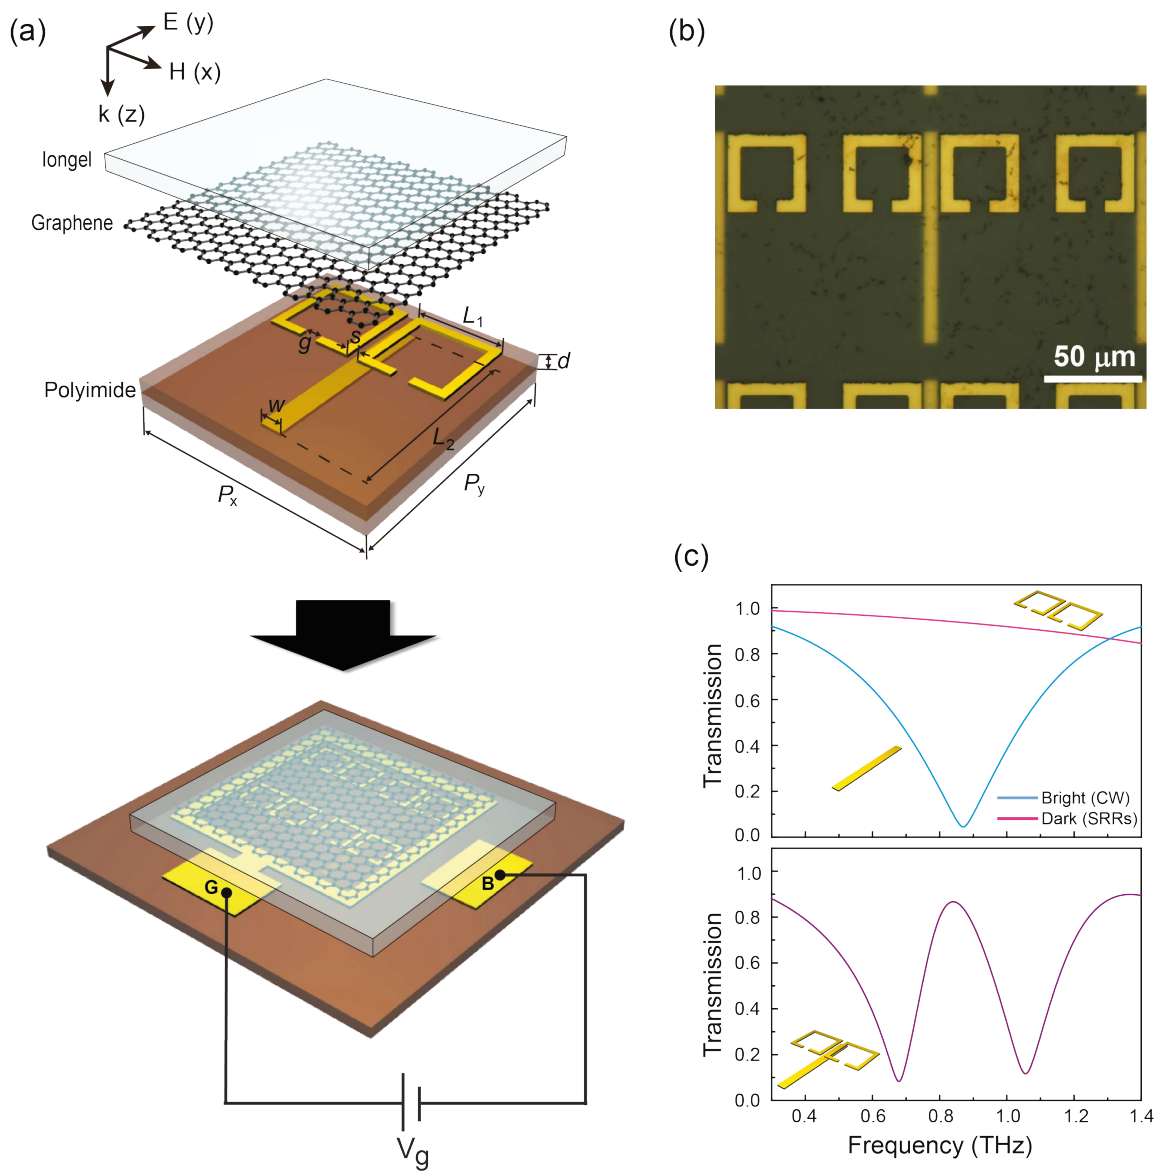 (a)
E (y)
H (x)
k (z)
Iongel
Graphene
Polyimide
L1
g
s
d
w
L2
Px
Py
G
B
Vg
(b)
50 μm
(c)
1.0
0.8
0.6
0.4
0.2
0.0
Transmission
Bright (CW)
Dark (SRRs)
1.0
0.8
0.6
0.4
0.2
0.0
Transmission
0.4 0.6 0.8 1.0 1.2 1.4
Frequency (THz)